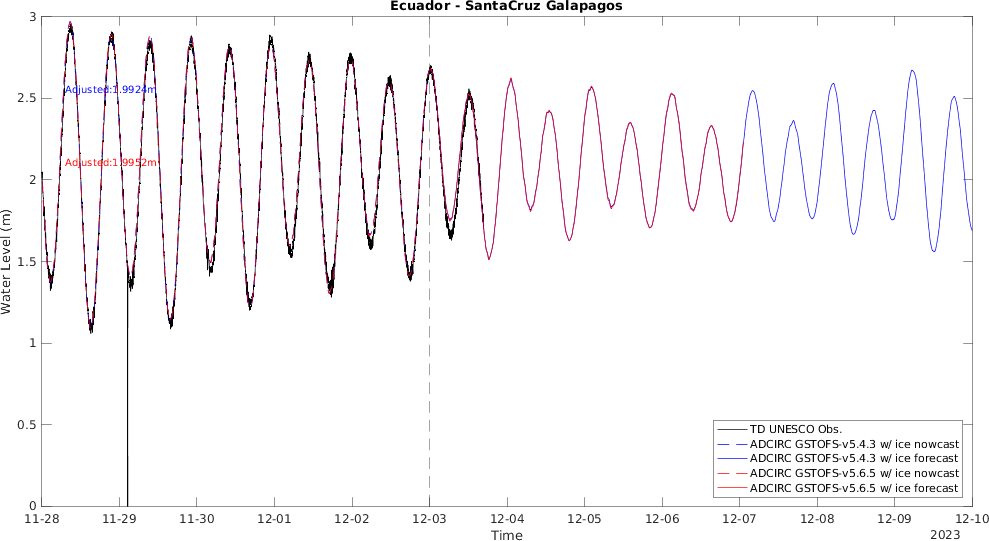 Ecuador - SantaCruz Galapagos
3
2.5
2
1.5
1
0.5
0
Water Level (m)
Adjusted:1.9924m
Adjusted:1.9952m
TD UNESCO Obs.
ADCIRC GSTOFS-v5.4.3 w/ ice nowcast
ADCIRC GSTOFS-v5.4.3 w/ ice forecast
ADCIRC GSTOFS-v5.6.5 w/ ice nowcast
ADCIRC GSTOFS-v5.6.5 w/ ice forecast
11-28 11-29 11-30 12-01 12-02 12-03 12-04 12-05 12-06 12-07 12-08 12-09 12-10
Time
2023